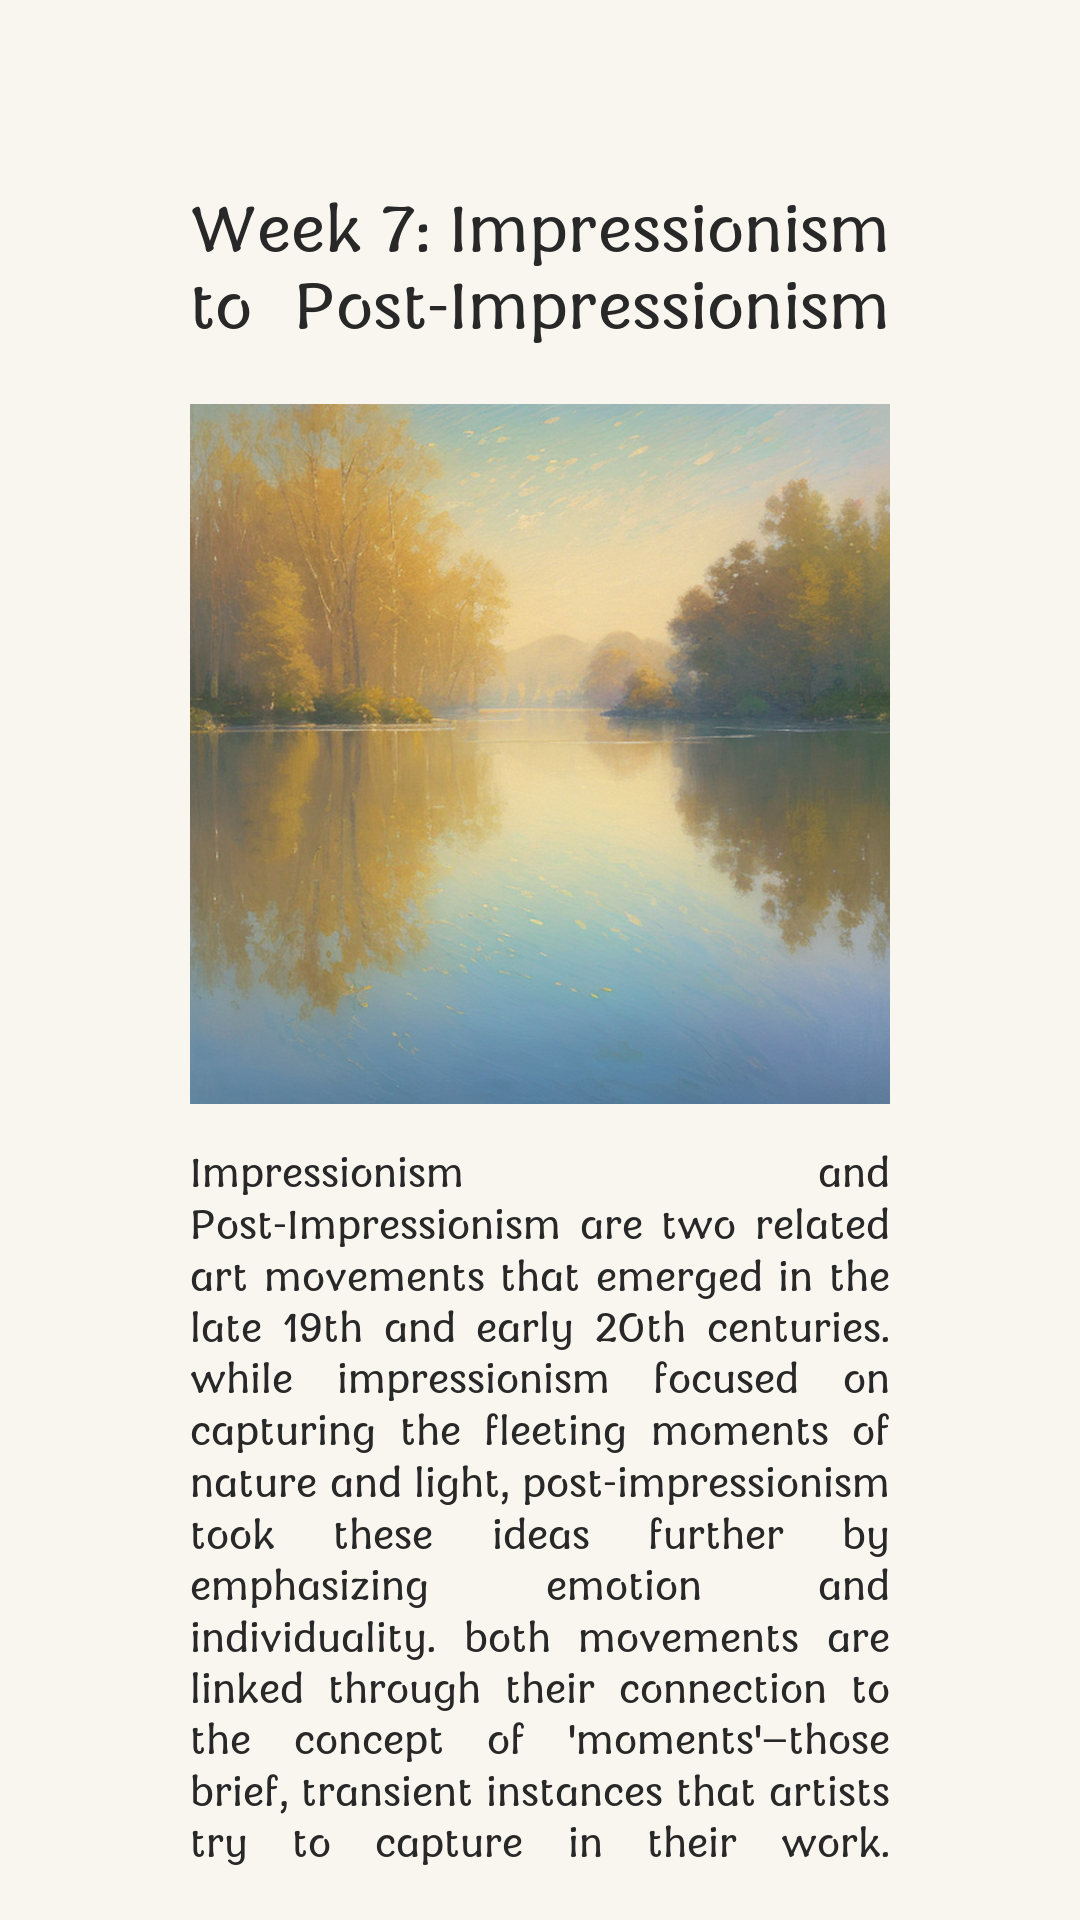 Week 7: Impressionism
to Post-Impressionism
Impressionism and
Post-Impressionism are two related
art movements that emerged in the
late 19th and early 20th centuries.
while impressionism focused on
capturing the fleeting moments of
nature and light, post-impressionism
took these ideas further by
emphasizing emotion and
individuality. both movements are
linked through their connection to
the concept of 'moments'—those
brief, transient instances that artists
try to capture in their work.